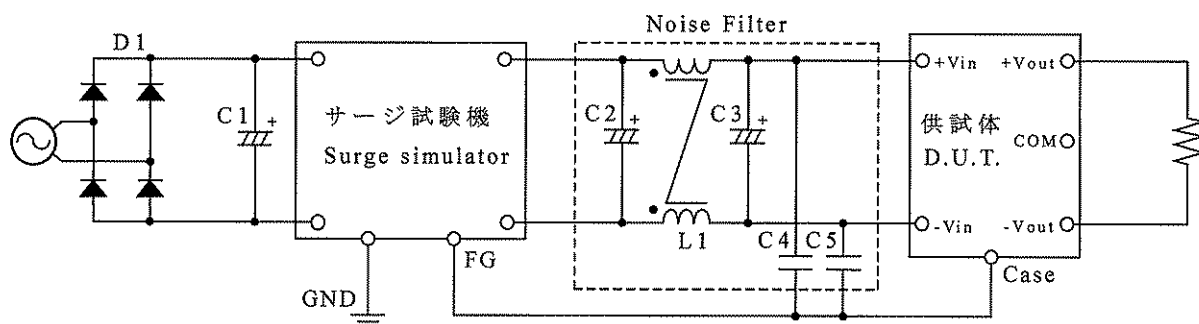 Noise Filter
D1
C1
+
サージ試験機
Surge simulator
C2
+
C3
+
+Vin
+Vout
供試体
D.U.T.
COM
-Vin
-Vout
L1
C4
C5
FG
Case
GND